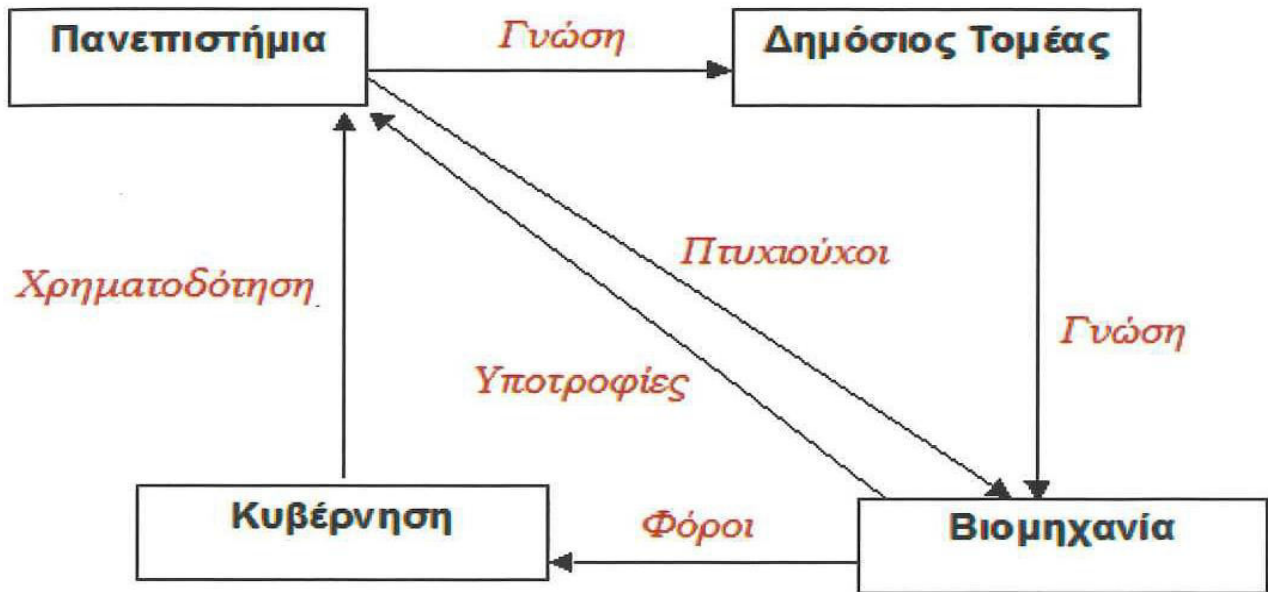 Πανεπιστήμια
Γνώση
Δημόσιος Τομέας
Πτυχιούχοι
Χρηματοδότηση
Γνώση
Υποτροφίες
Κυβέρνηση
Φόροι
Βιομηχανία